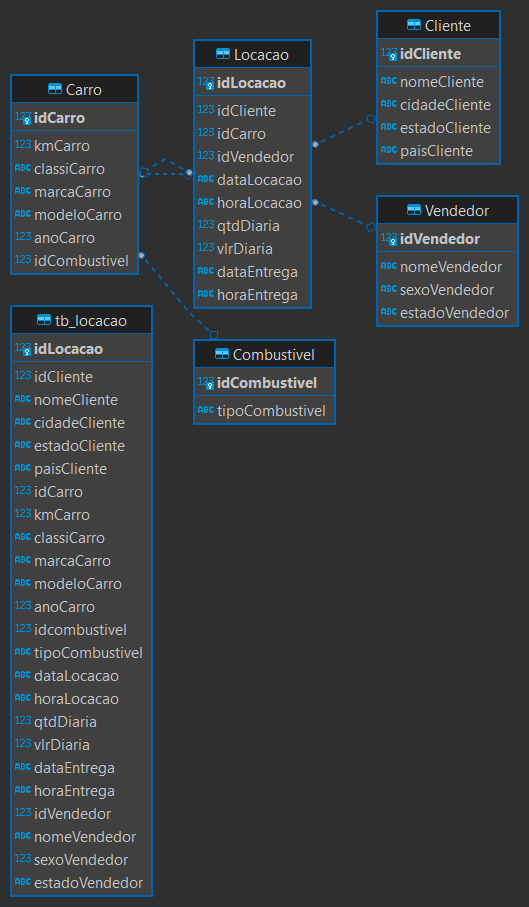 Carro
123 idCarro
123 kmCarro
ABC classiCarro
ABC marcaCarro
ABC modeloCarro
123 anoCarro
123 idCombustivel
Locacao
123 idLocacao
123 idCliente
123 idCarro
123 idVendedor
ABC dataLocacao
ABC horaLocacao
123 qtdDiaria
123 vlrDiaria
ABC dataEntrega
ABC horaEntrega
Cliente
123 idCliente
ABC nomeCliente
ABC cidadeCliente
ABC estadoCliente
ABC paisCliente
Vendedor
123 idVendedor
ABC nomeVendedor
123 sexoVendedor
ABC estadoVendedor
Combustivel
123 idCombustivel
ABC tipoCombustivel
tb_locacao
123 idLocacao
123 idCliente
ABC nomeCliente
ABC cidadeCliente
ABC estadoCliente
ABC paisCliente
123 idCarro
123 kmCarro
ABC classiCarro
ABC marcaCarro
ABC modeloCarro
123 anoCarro
123 idcombustivel
ABC tipoCombustivel
ABC dataLocacao
ABC horaLocacao
123 qtdDiaria
123 vlrDiaria
ABC dataEntrega
ABC horaEntrega
123 idVendedor
ABC nomeVendedor
123 sexoVendedor
ABC estadoVendedor